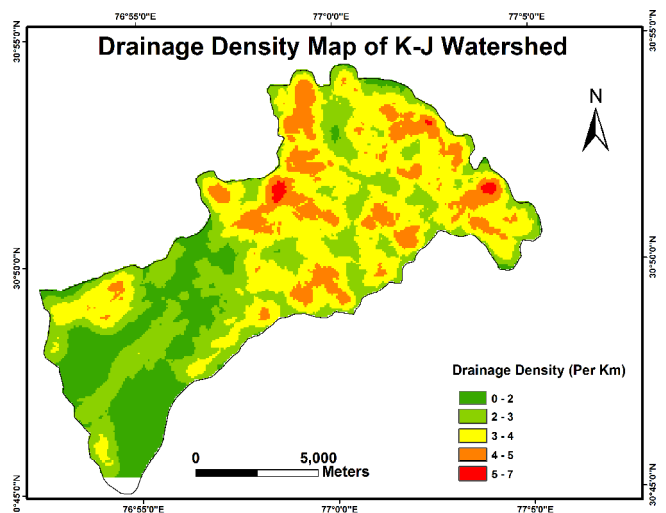 76°55'0"E 77°0'0"E 77°5'0"E
Drainage Density Map of K-J Watershed
30°55'0"N 30°55'0"N
N
30°50'0"N 30°50'0"N
Drainage Density (Per Km)
0 - 2
2 - 3
3 - 4
4 - 5
5 - 7
0 5,000
Meters
0°45'0"N 30°45'0"N
76°55'0"E 77°0'0"E 77°5'0"E